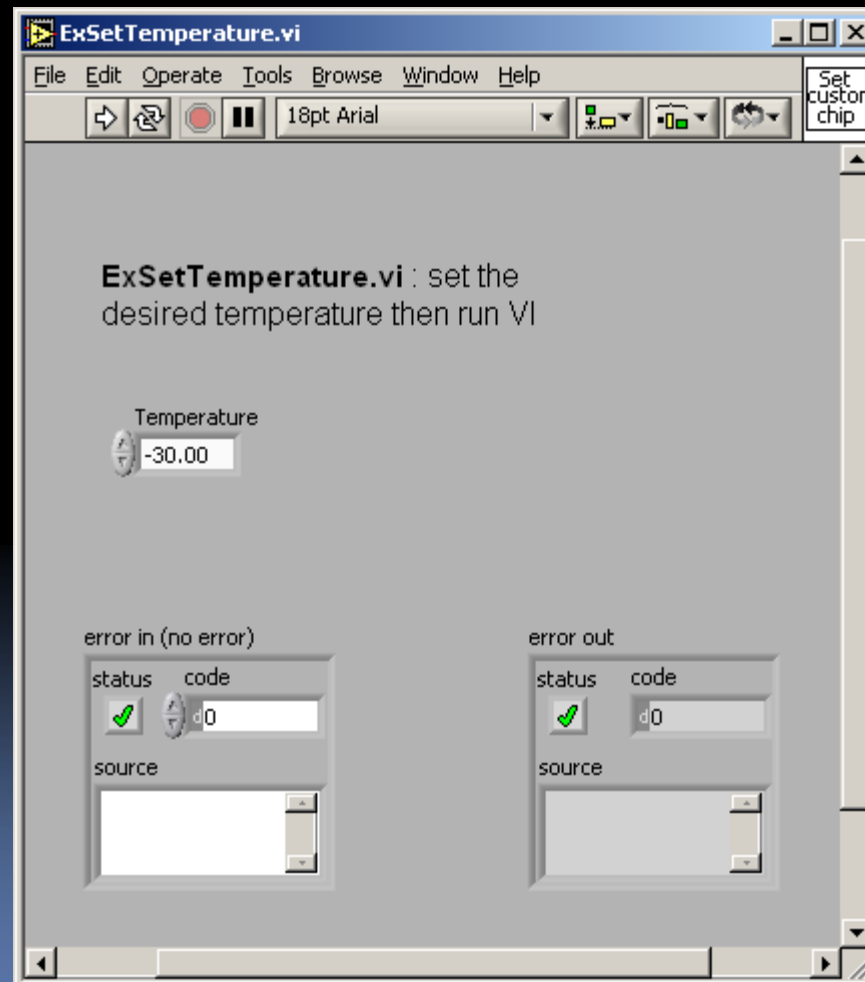 ExSetTemperature.vi
File Edit Operate Tools Browse Window Help
18pt Arial
Set
custom
chip
ExSetTemperature.vi : set the
desired temperature then run VI
Temperature
-30.00
error in (no error)
status code
d0
source
error out
status code
d0
source